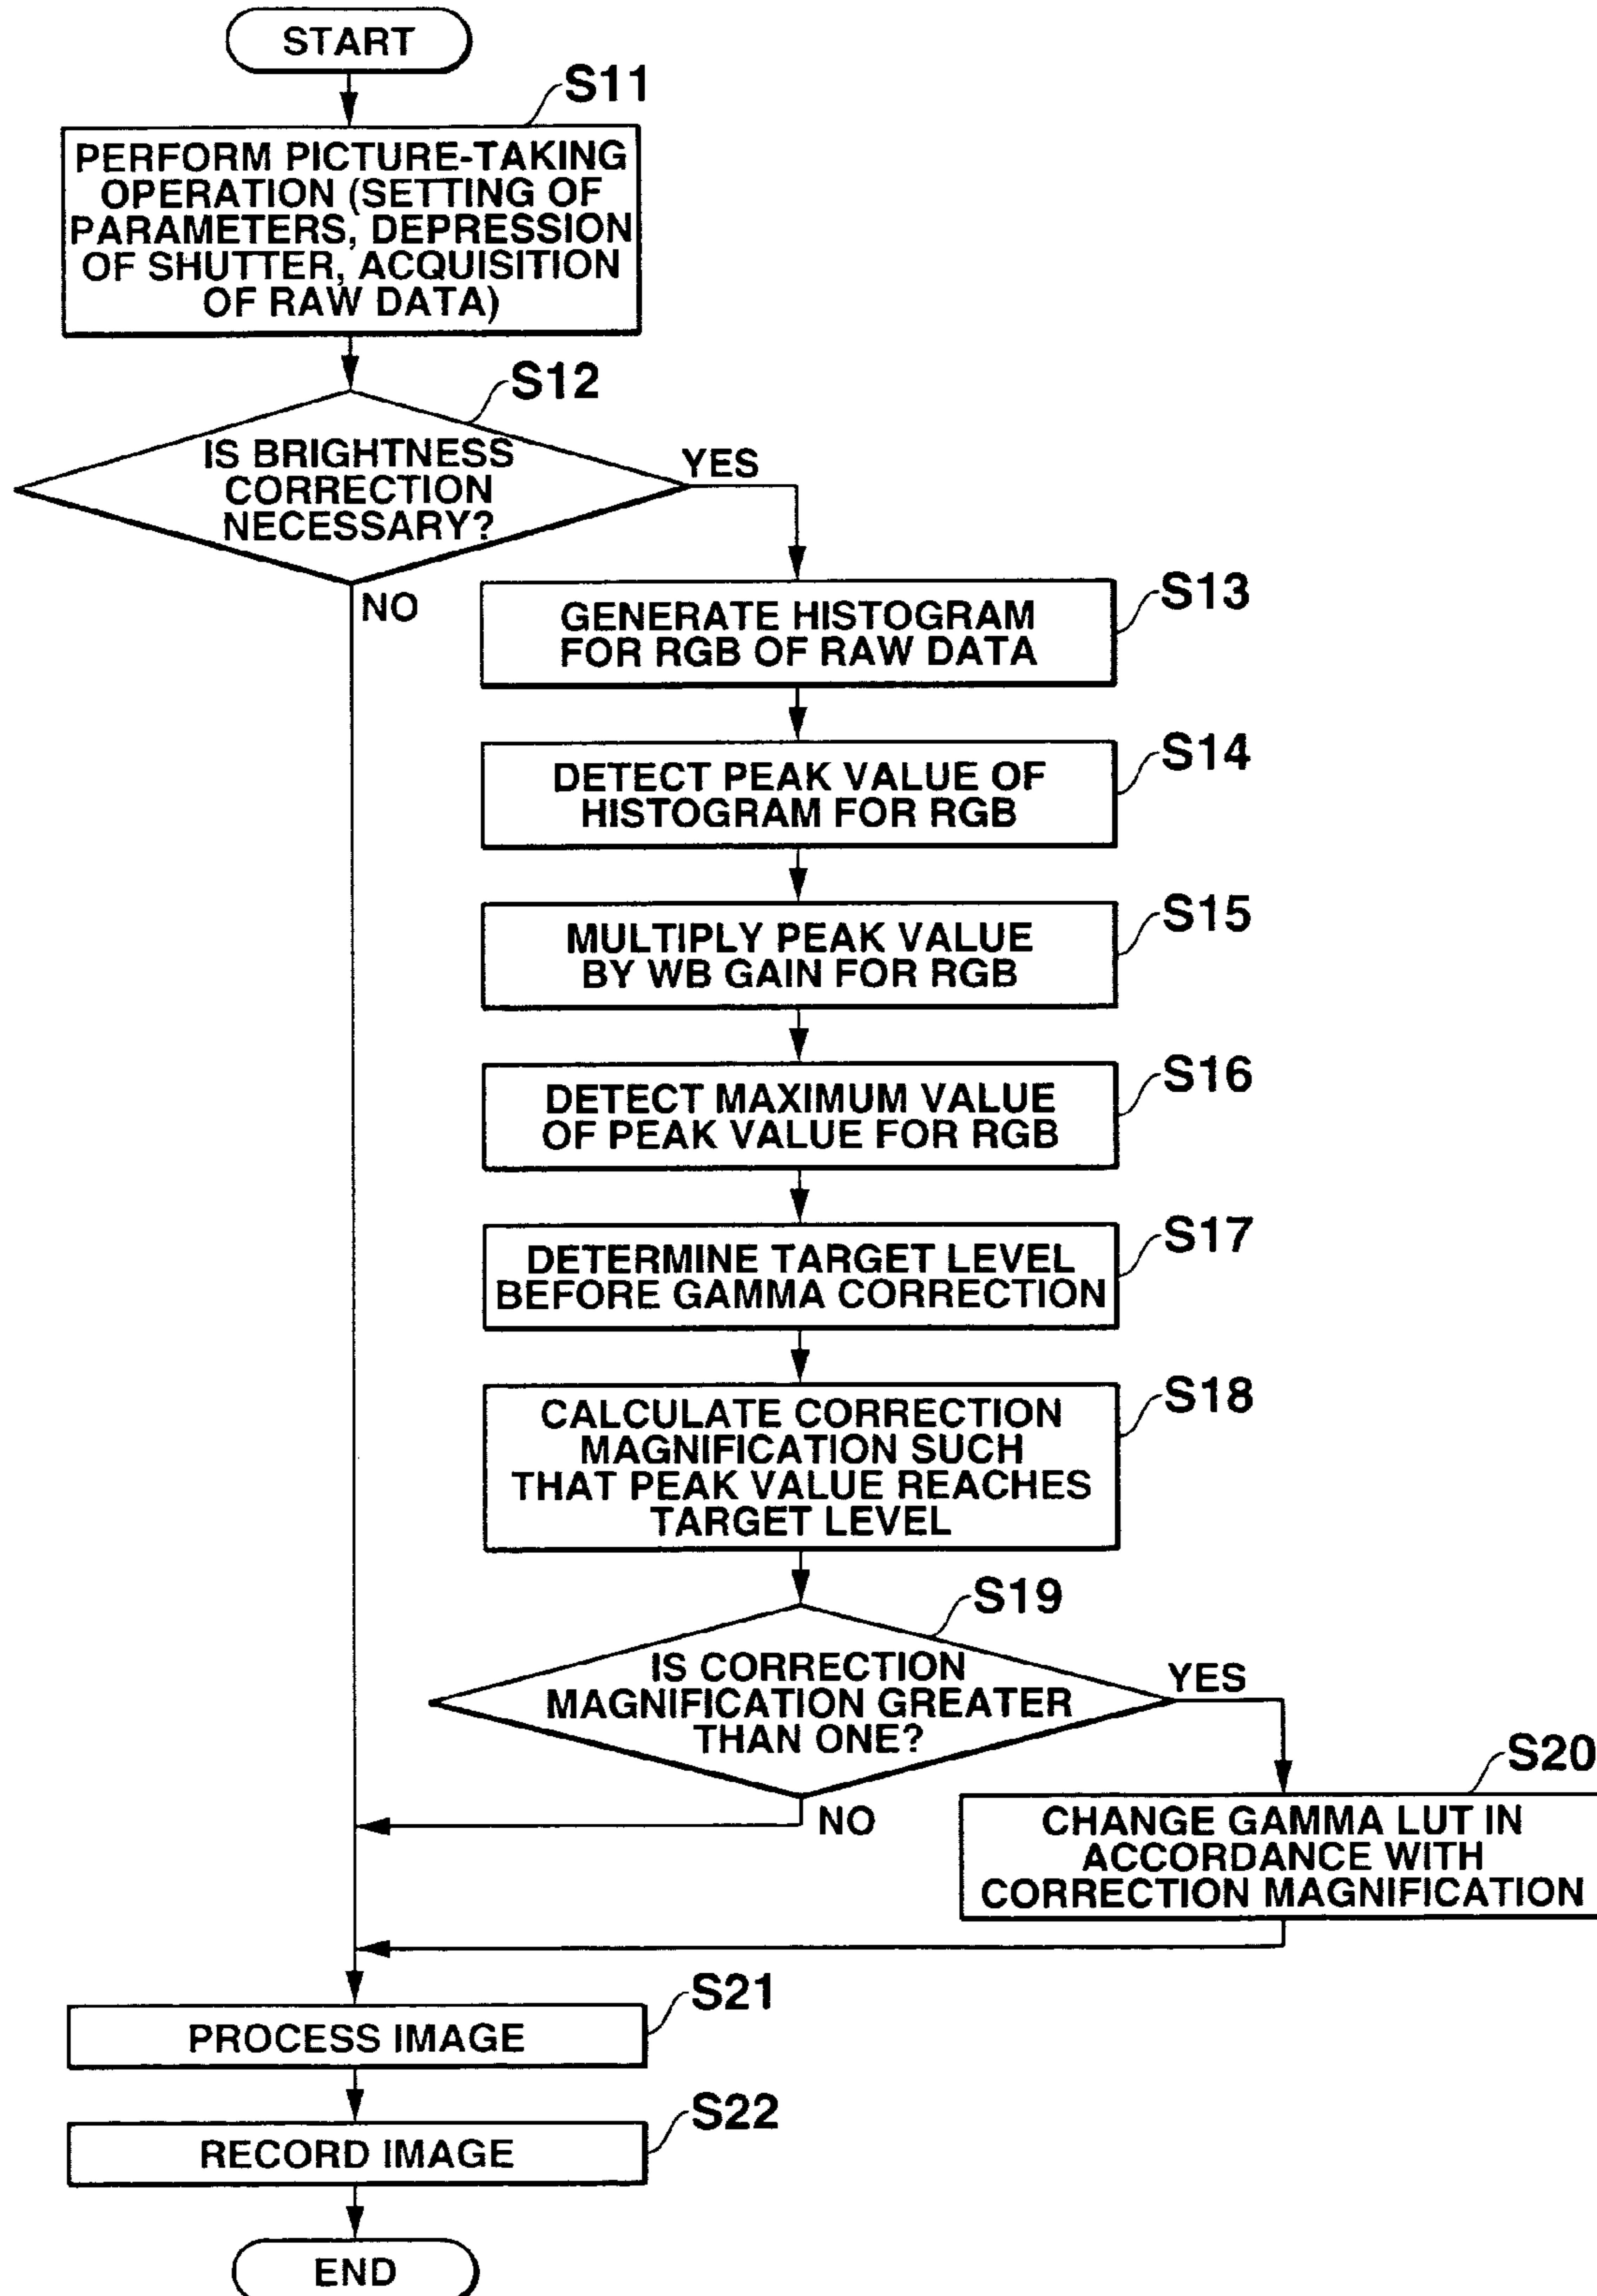 START
S11
PERFORM PICTURE-TAKING
OPERATION (SETTING OF
PARAMETERS, DEPRESSION
OF SHUTTER, ACQUISITION
OF RAW DATA)
S12
IS BRIGHTNESS
CORRECTION
NECESSARY?
YES
NO
S13
GENERATE HISTOGRAM
FOR RGB OF RAW DATA
S14
DETECT PEAK VALUE OF
HISTOGRAM FOR RGB
S15
MULTIPLY PEAK VALUE
BY WB GAIN FOR RGB
S16
DETECT MAXIMUM VALUE
OF PEAK VALUE FOR RGB
S17
DETERMINE TARGET LEVEL
BEFORE GAMMA CORRECTION
S18
CALCULATE CORRECTION
MAGNIFICATION SUCH
THAT PEAK VALUE REACHES
TARGET LEVEL
S19
IS CORRECTION
MAGNIFICATION GREATER
THAN ONE?
YES
NO
S20
CHANGE GAMMA LUT IN
ACCORDANCE WITH
CORRECTION MAGNIFICATION
S21
PROCESS IMAGE
S22
RECORD IMAGE
END